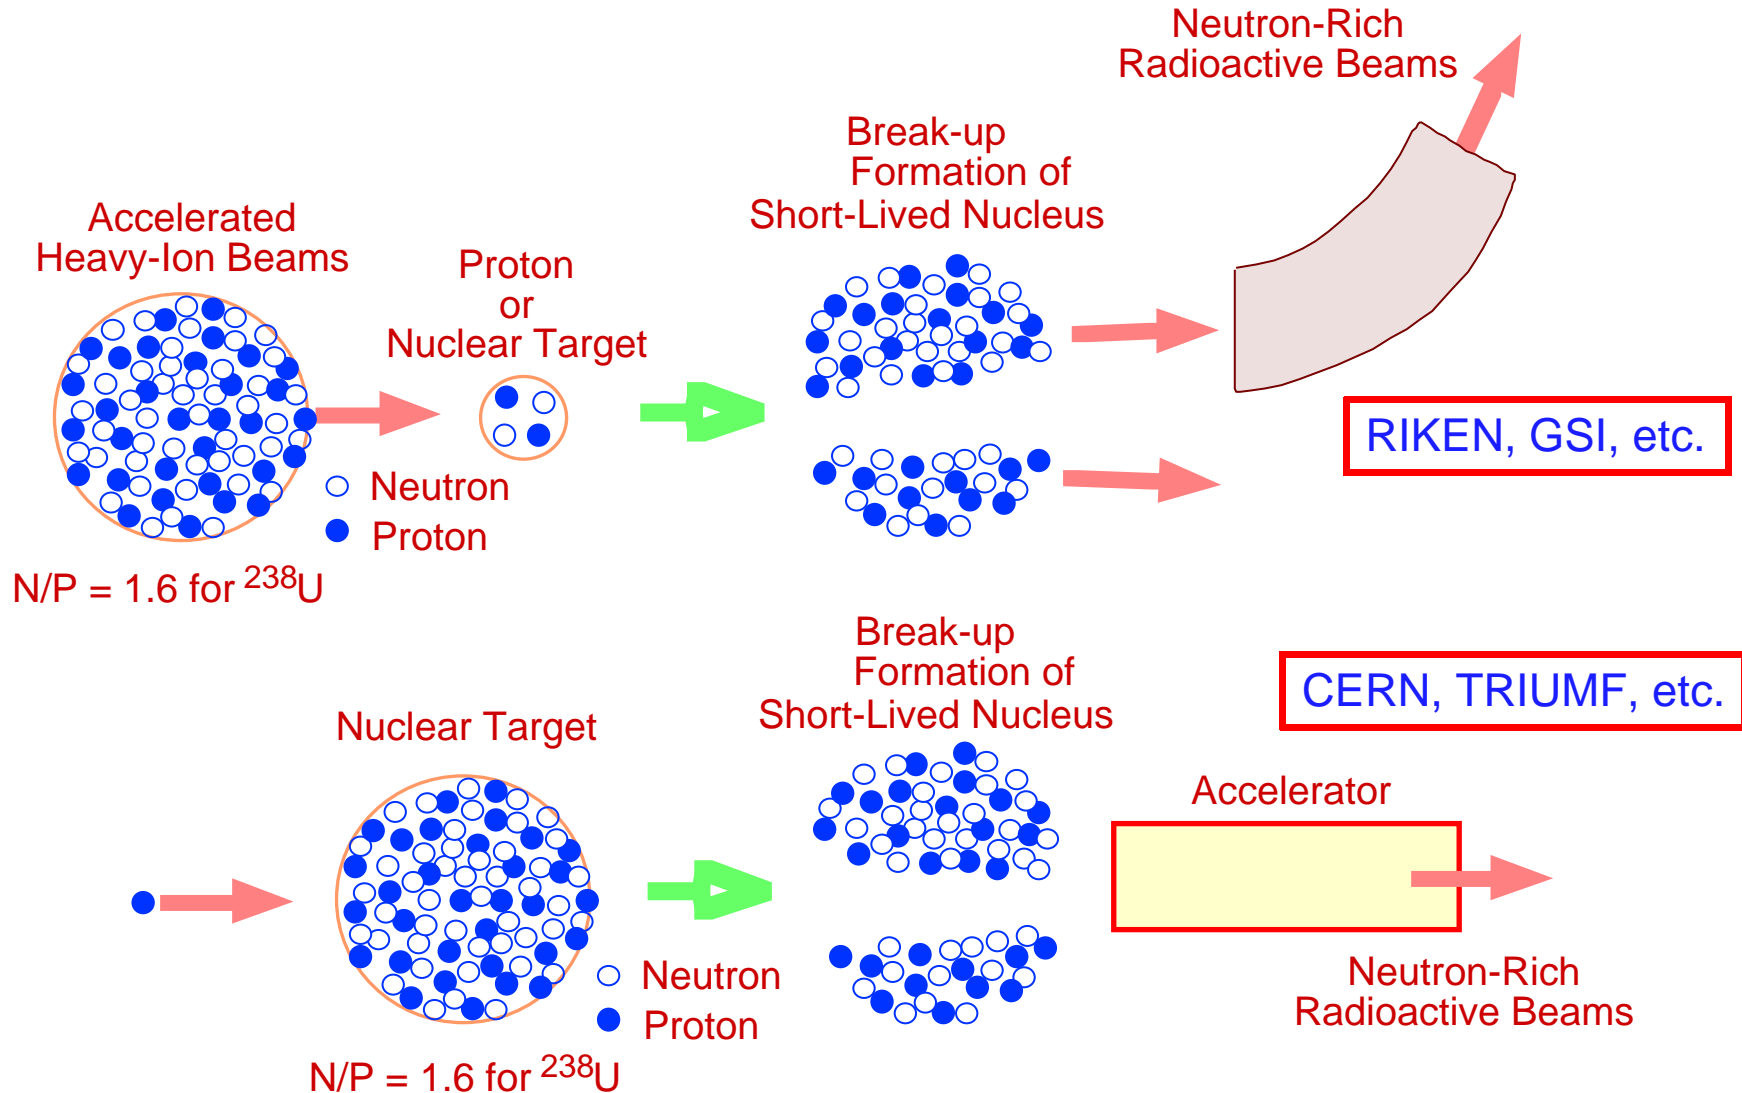 Neutron-Rich
Radioactive Beams
Break-up
Formation of
Short-Lived Nucleus
Accelerated
Heavy-Ion Beams
Proton
or
Nuclear Target
RIKEN, GSI, etc.
Neutron
Proton
N/P = 1.6 for ²³⁸U
Break-up
Formation of
Short-Lived Nucleus
CERN, TRIUMF, etc.
Nuclear Target
Accelerator
Neutron
Proton
Neutron-Rich
Radioactive Beams
N/P = 1.6 for ²³⁸U